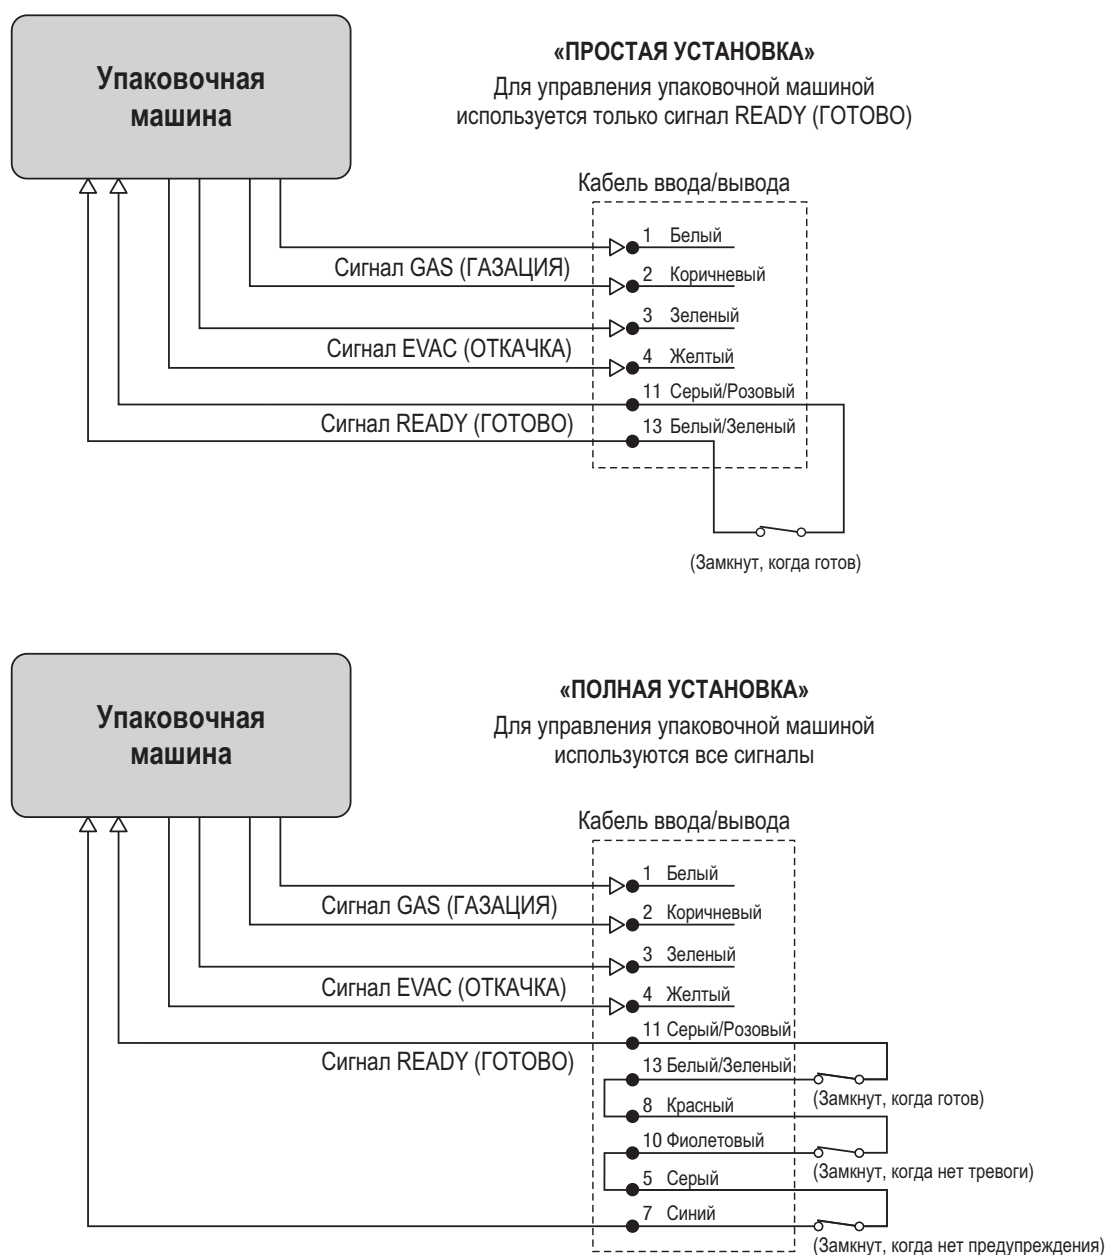 Упаковочная
машина
«ПРОСТАЯ УСТАНОВКА»
Для управления упаковочной машиной
используется только сигнал READY (ГОТОВО)
Кабель ввода/вывода
1 Белый
Сигнал GAS (ГАЗАЦИЯ)
2 Коричневый
3 Зеленый
Сигнал EVAC (ОТКАЧКА)
4 Желтый
11 Серый/Розовый
Сигнал READY (ГОТОВО)
13 Белый/Зеленый
(Замкнут, когда готов)
Упаковочная
машина
«ПОЛНАЯ УСТАНОВКА»
Для управления упаковочной машиной
используются все сигналы
Кабель ввода/вывода
1 Белый
Сигнал GAS (ГАЗАЦИЯ)
2 Коричневый
3 Зеленый
Сигнал EVAC (ОТКАЧКА)
4 Желтый
11 Серый/Розовый
Сигнал READY (ГОТОВО)
13 Белый/Зеленый
(Замкнут, когда готов)
8 Красный
10 Фиолетовый
(Замкнут, когда нет тревоги)
5 Серый
7 Синий
(Замкнут, когда нет предупреждения)